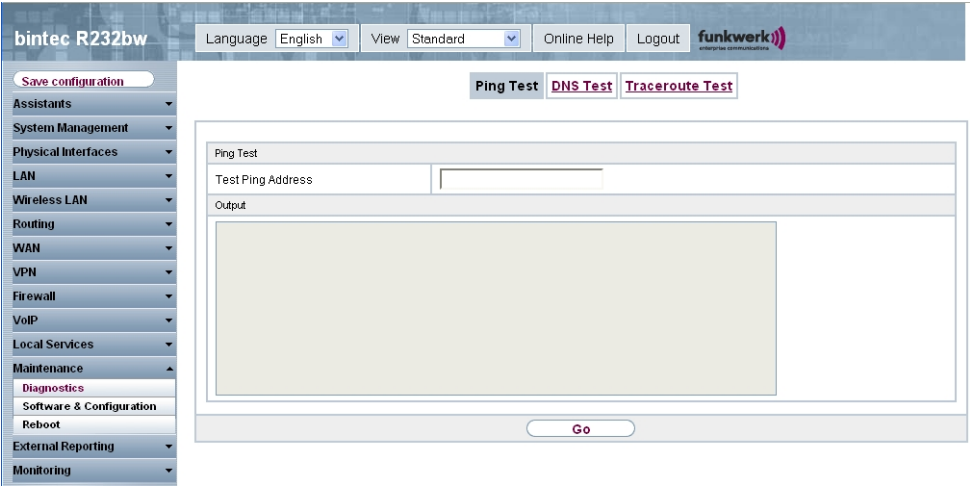 bintec R232bw
Language English View Standard Online Help Logout funkwerk
enterprise communications
Save configuration
Assistants
System Management
Physical Interfaces
LAN
Wireless LAN
Routing
WAN
VPN
Firewall
VoIP
Local Services
Maintenance
Diagnostics
Software & Configuration
Reboot
External Reporting
Monitoring
Ping Test DNS Test Traceroute Test
Ping Test
Test Ping Address
Output
Go